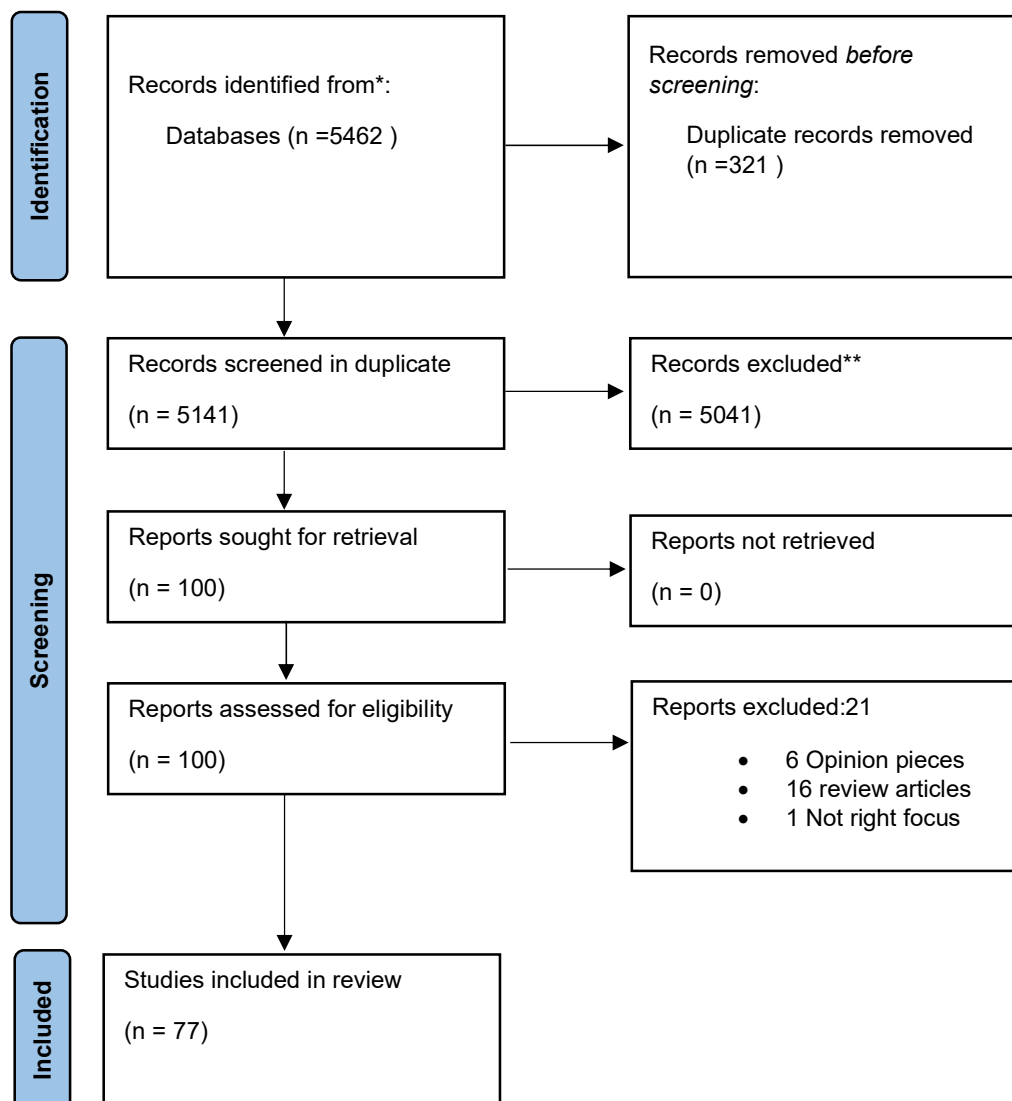 Identification
Records identified from*:
Databases (n =5462 )
Records removed before
screening:
Duplicate records removed
(n =321 )
Screening
Records screened in duplicate
(n = 5141)
Records excluded**
(n = 5041)
Reports sought for retrieval
(n = 100)
Reports not retrieved
(n = 0)
Reports assessed for eligibility
(n = 100)
Reports excluded:21
• 6 Opinion pieces
• 16 review articles
• 1 Not right focus
Included
Studies included in review
(n = 77)